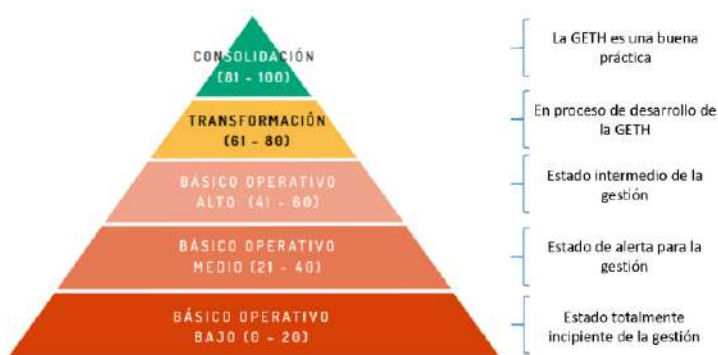 CONSOLIDACIÓN
(81 - 100)
La GETH es una buena
práctica
TRANSFORMACIÓN
(61 - 80)
En proceso de desarrollo de
la GETH
BÁSICO OPERATIVO
ALTO (41 - 60)
Estado intermedio de la
gestión
BÁSICO OPERATIVO
MEDIO (21 - 40)
Estado de alerta para la
gestión
BÁSICO OPERATIVO
BAJO (0 - 20)
Estado totalmente
incipiente de la gestión